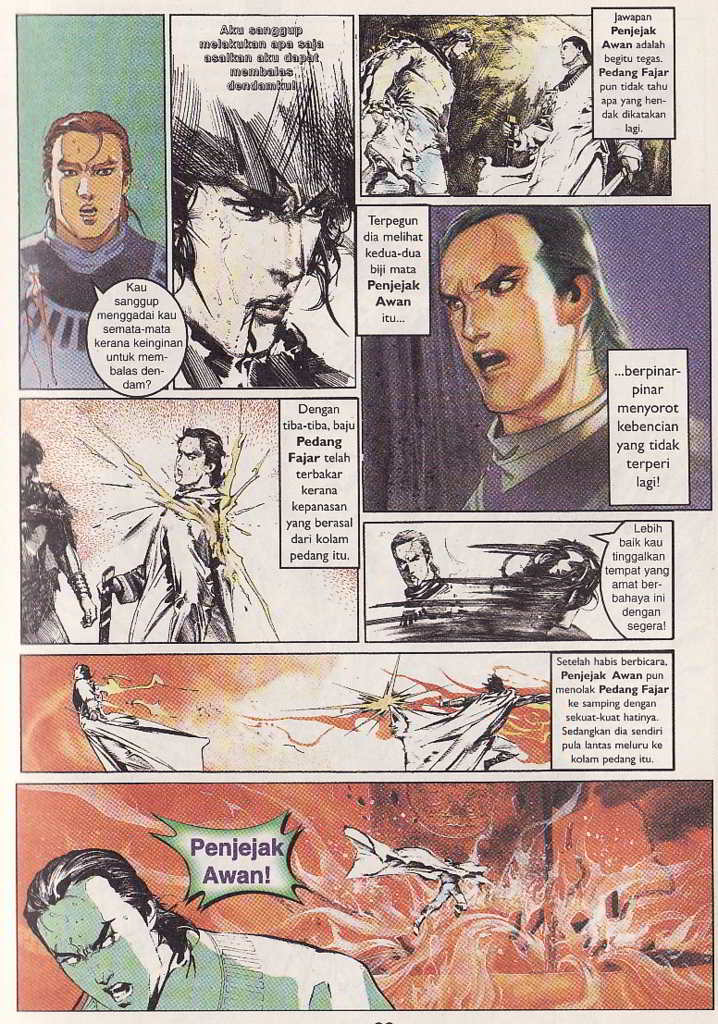 Kau
sanggup
menggadai kau
semata-mata
kerana keinginan
untuk mem-
balas den-
dam?
Aku sanggup
melakukan apa saja
asalkan aku dapat
membalas
dendamku!
Jawapan
Penjejak
Awan adalah
begitu tegas.
Pedang Fajar
pun tidak tahu
apa yang hen-
dak dikatakan
lagi.
Terpegun
dia melihat
kedua-dua
biji mata
Penjejak
Awan
itu...
...berpinar-
pinar
menyorot
kebencian
yang tidak
terperi
lagi!
Dengan
tiba-tiba, baju
Pedang
Fajar telah
terbakar
kerana
kepanasan
yang berasal
dari kolam
pedang itu.
Lebih
baik kau
tinggalkan
tempat yang
amat ber-
bahaya ini
dengan
segera!
Setelah habis berbicara,
Penjejak Awan pun
menolak Pedang Fajar
ke samping dengan
sekuat-kuat hatinya.
Sedangkan dia sendiri
pula lantas meluru ke
kolam pedang itu.
Penjejak
Awan!